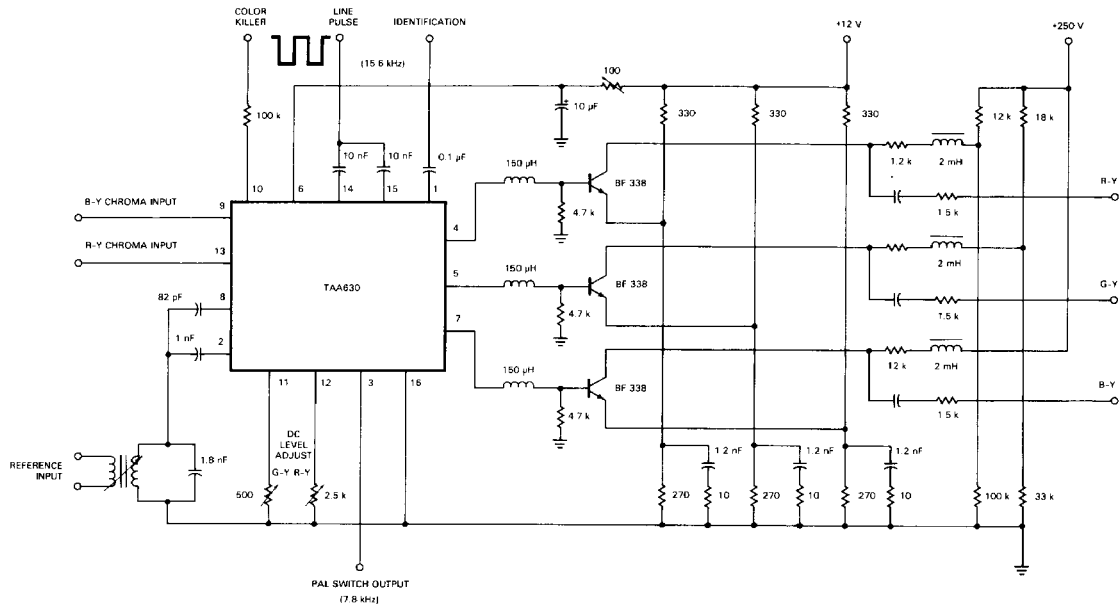 COLOR
KILLER
LINE
PULSE
IDENTIFICATION
+12 V
+250 V
(15.6 kHz)
100
100 k
10 µF
330
330
330
12 k
18 k
10 nF
10 nF
0.1 µF
150 µH
BF 338
1.2 k
2 mH
R-Y
1.5 k
10
6
14
15
1
B-Y CHROMA INPUT
9
4
4.7 k
R-Y CHROMA INPUT
13
TAA630
5
150 µH
BF 338
2 mH
G-Y
1.5 k
82 pF
8
4.7 k
7
1 nF
2
150 µH
BF 338
12 k
2 mH
B-Y
1.5 k
11
12
3
16
4.7 k
DC
LEVEL
ADJUST
G-Y R-Y
REFERENCE
INPUT
1.8 nF
500
2.5 k
1.2 nF
1.2 nF
1.2 nF
270
10
270
10
270
10
100 k
33 k
PAL SWITCH OUTPUT
(7.8 kHz)